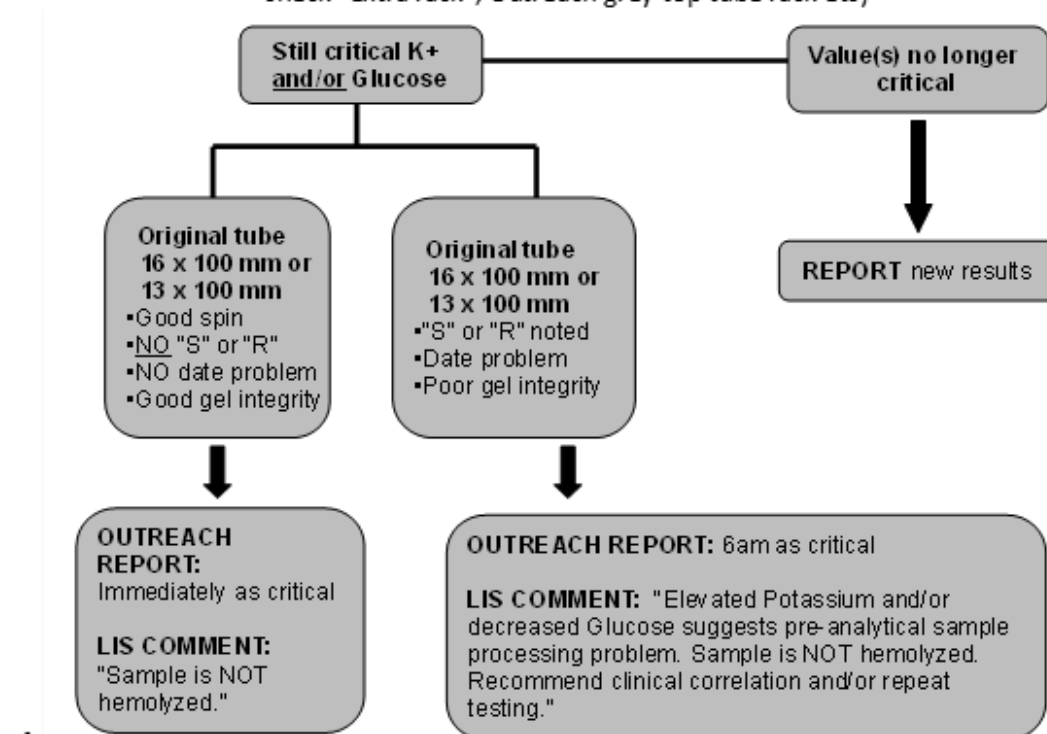 Still critical K+
and/or Glucose
Value(s) no longer
critical
Original tube
16 x 100 mm or
13 x 100 mm
▪Good spin
▪NO "S" or "R"
▪NO date problem
▪Good gel integrity
Original tube
16 x 100 mm or
13 x 100 mm
▪"S" or "R" noted
▪Date problem
▪Poor gel integrity
REPORT new results
OUTREACH
REPORT:
Immediately as critical
LIS COMMENT:
"Sample is NOT
hemolyzed."
OUTREACH REPORT: 6am as critical
LIS COMMENT: "Elevated Potassium and/or
decreased Glucose suggests pre-analytical sample
processing problem. Sample is NOT hemolyzed.
Recommend clinical correlation and/or repeat
testing."